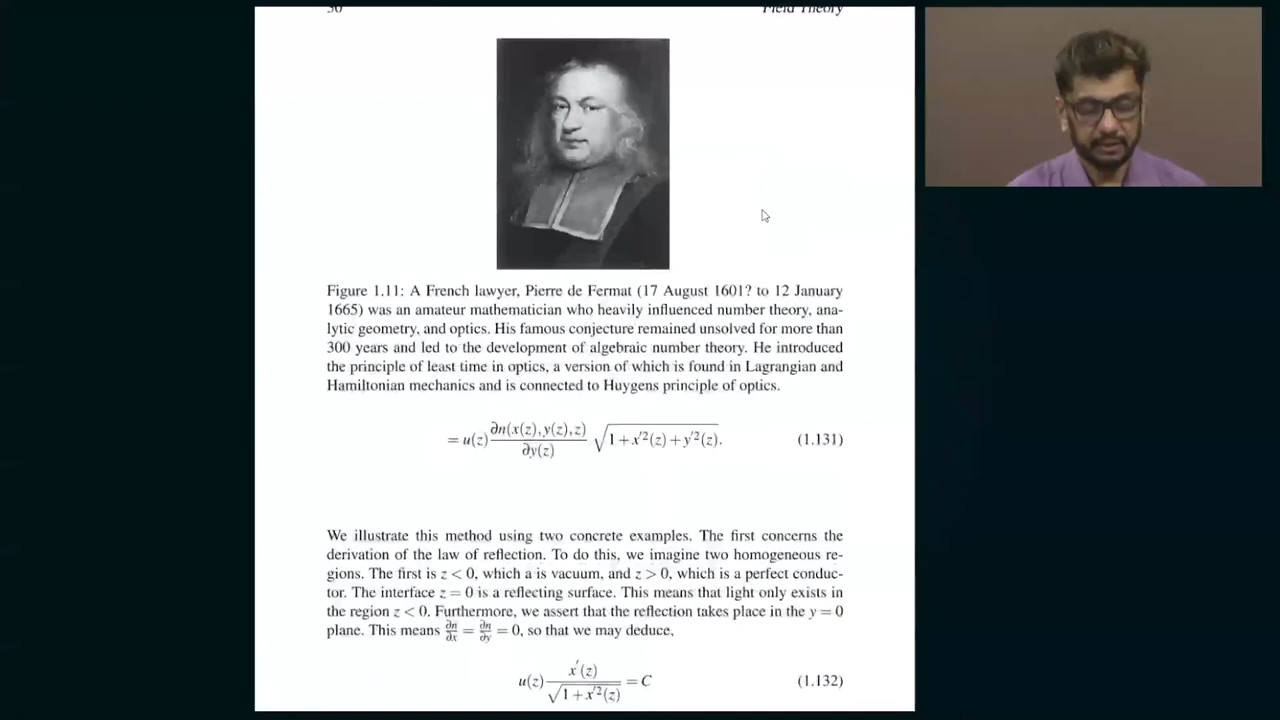 30 Field Theory
Figure 1.11: A French lawyer, Pierre de Fermat (17 August 1601? to 12 January
1665) was an amateur mathematician who heavily influenced number theory, ana-
lytic geometry, and optics. His famous conjecture remained unsolved for more than
300 years and led to the development of algebraic number theory. He introduced
the principle of least time in optics, a version of which is found in Lagrangian and
Hamiltonian mechanics and is connected to Huygens principle of optics.
= u(z) ∂n(x(z),y(z),z)/∂y(z) √(1+x′²(z)+y′²(z)). (1.131)
We illustrate this method using two concrete examples. The first concerns the
derivation of the law of reflection. To do this, we imagine two homogeneous re-
gions. The first is z < 0, which a is vacuum, and z > 0, which is a perfect conduc-
tor. The interface z = 0 is a reflecting surface. This means that light only exists in
the region z < 0. Furthermore, we assert that the reflection takes place in the y = 0
plane. This means ∂n/∂x = ∂n/∂y = 0, so that we may deduce,
u(z) x′(z)/√(1+x′²(z)) = C (1.132)